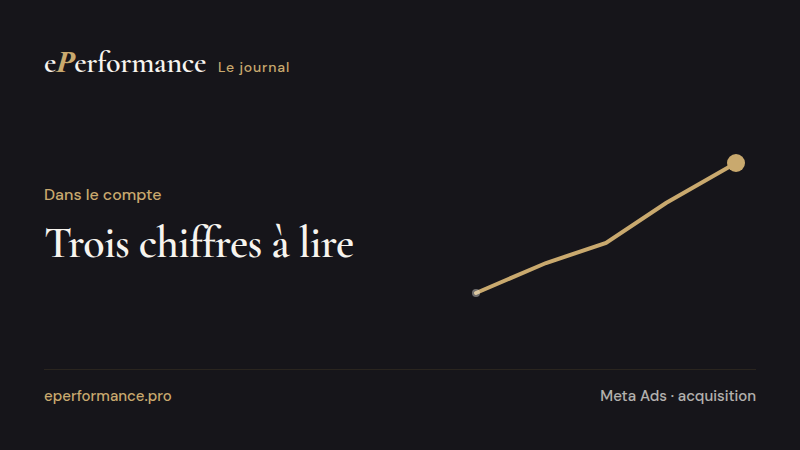 ePerformance Le journal
Dans le compte
Trois chiffres à lire
eperformance.pro
Meta Ads · acquisition